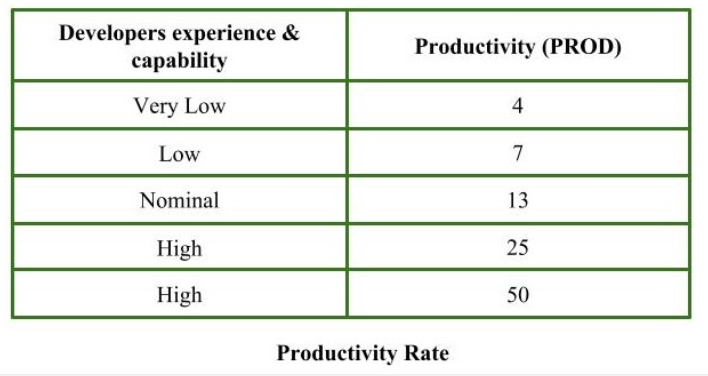 Developers experience & Productivity (PROD)
capability
Very Low 4
Low 7
Nominal 13
High 25
High 50
Productivity Rate